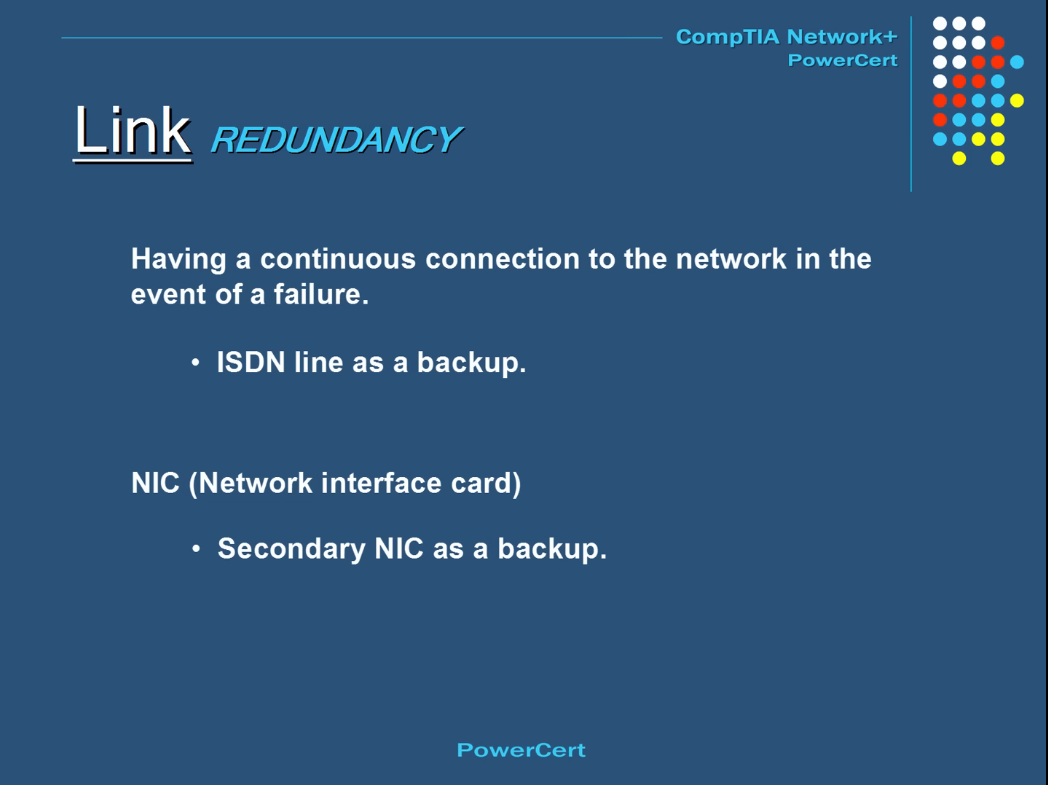 CompTIA Network+
PowerCert
Link REDUNDANCY
Having a continuous connection to the network in the
event of a failure.
• ISDN line as a backup.
NIC (Network interface card)
• Secondary NIC as a backup.
PowerCert